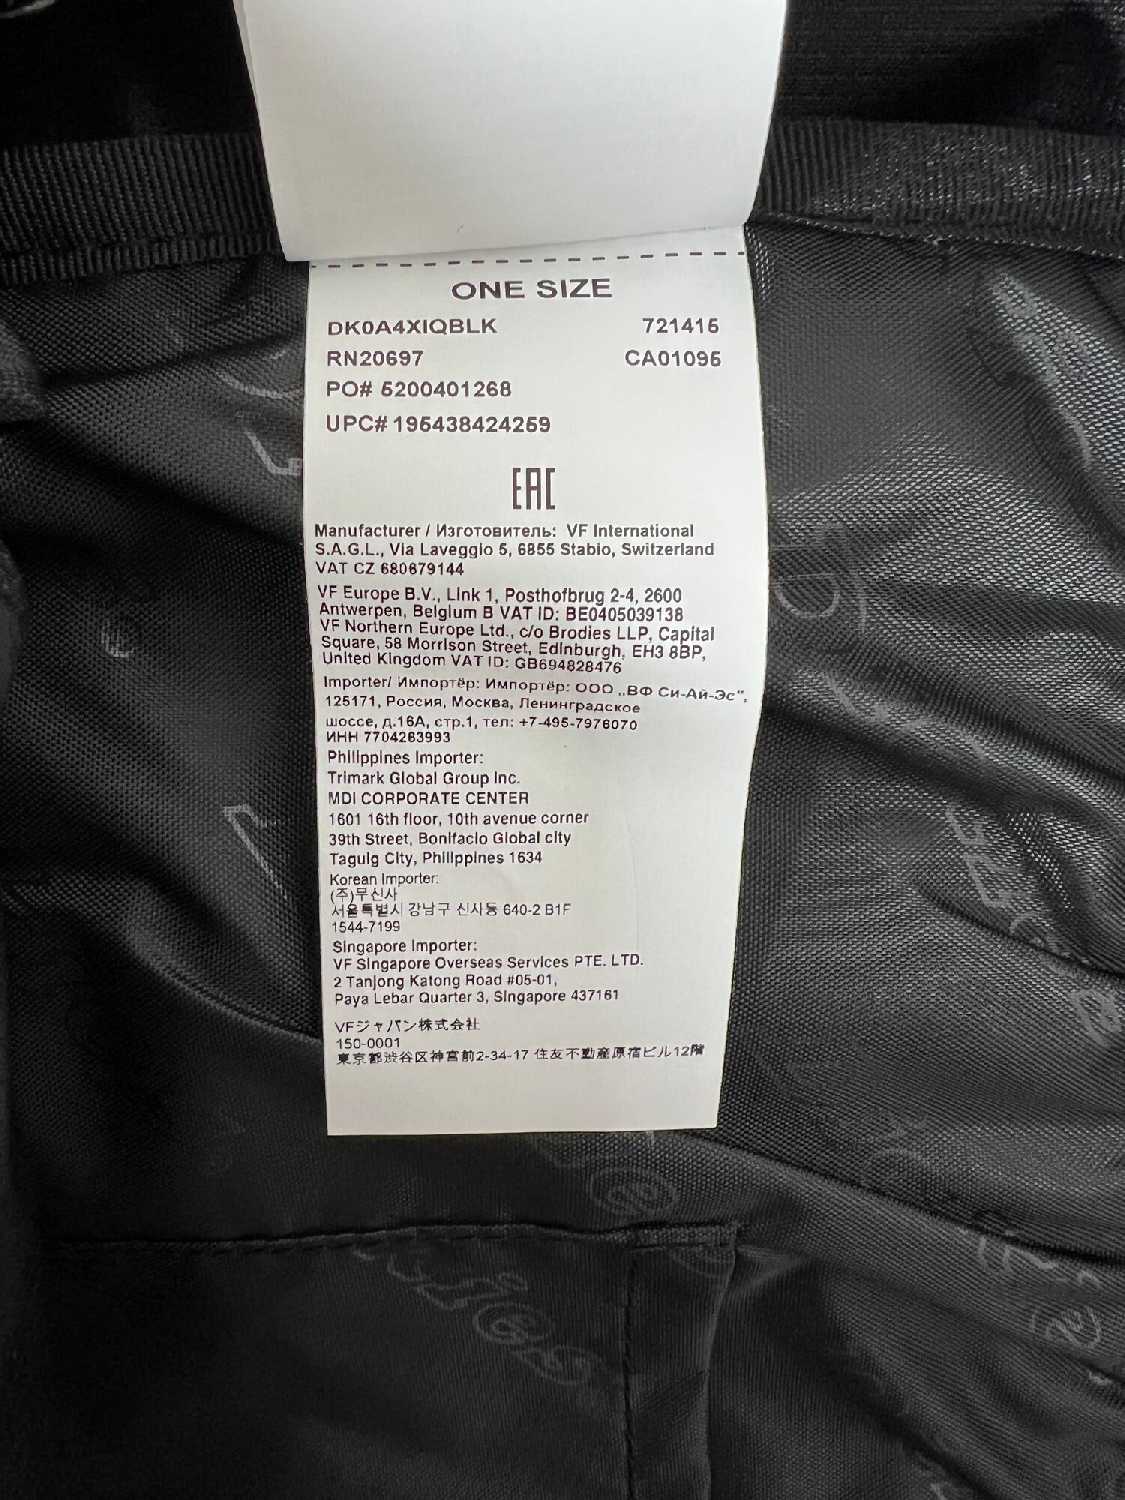 ONE SIZE
DK0A4XIQBLK 721415
RN20697 CA01095
PO# 5200401268
UPC# 195438424259
EAC
Manufacturer / Изготовитель: VF International
S.A.G.L., Via Laveggio 5, 6855 Stabio, Switzerland
VAT CZ 680679144
VF Europe B.V., Link 1, Posthofbrug 2-4, 2600
Antwerpen, Belgium B VAT ID: BE0405039138
VF Northern Europe Ltd., c/o Brodies LLP, Capital
Square, 58 Morrison Street, Edinburgh, EH3 8BP,
United Kingdom VAT ID: GB694828476
Importer/ Импортёр: Импортёр: ООО „ВФ Си-Ай-Эс",
125171, Россия, Москва, Ленинградское
шоссе, д.16А, стр.1, тел: +7-495-7976070
ИНН 7704263993
Philippines Importer:
Trimark Global Group Inc.
MDI CORPORATE CENTER
1601 16th floor, 10th avenue corner
39th Street, Bonifacio Global city
Taguig City, Philippines 1634
Korean Importer:
(주)무신사
서울특별시 강남구 신사동 640-2 B1F
1544-7199
Singapore Importer:
VF Singapore Overseas Services PTE. LTD.
2 Tanjong Katong Road #05-01,
Paya Lebar Quarter 3, Singapore 437161
VFジャパン株式会社
150-0001
東京都渋谷区神宮前2-34-17 住友不動産原宿ビル12階